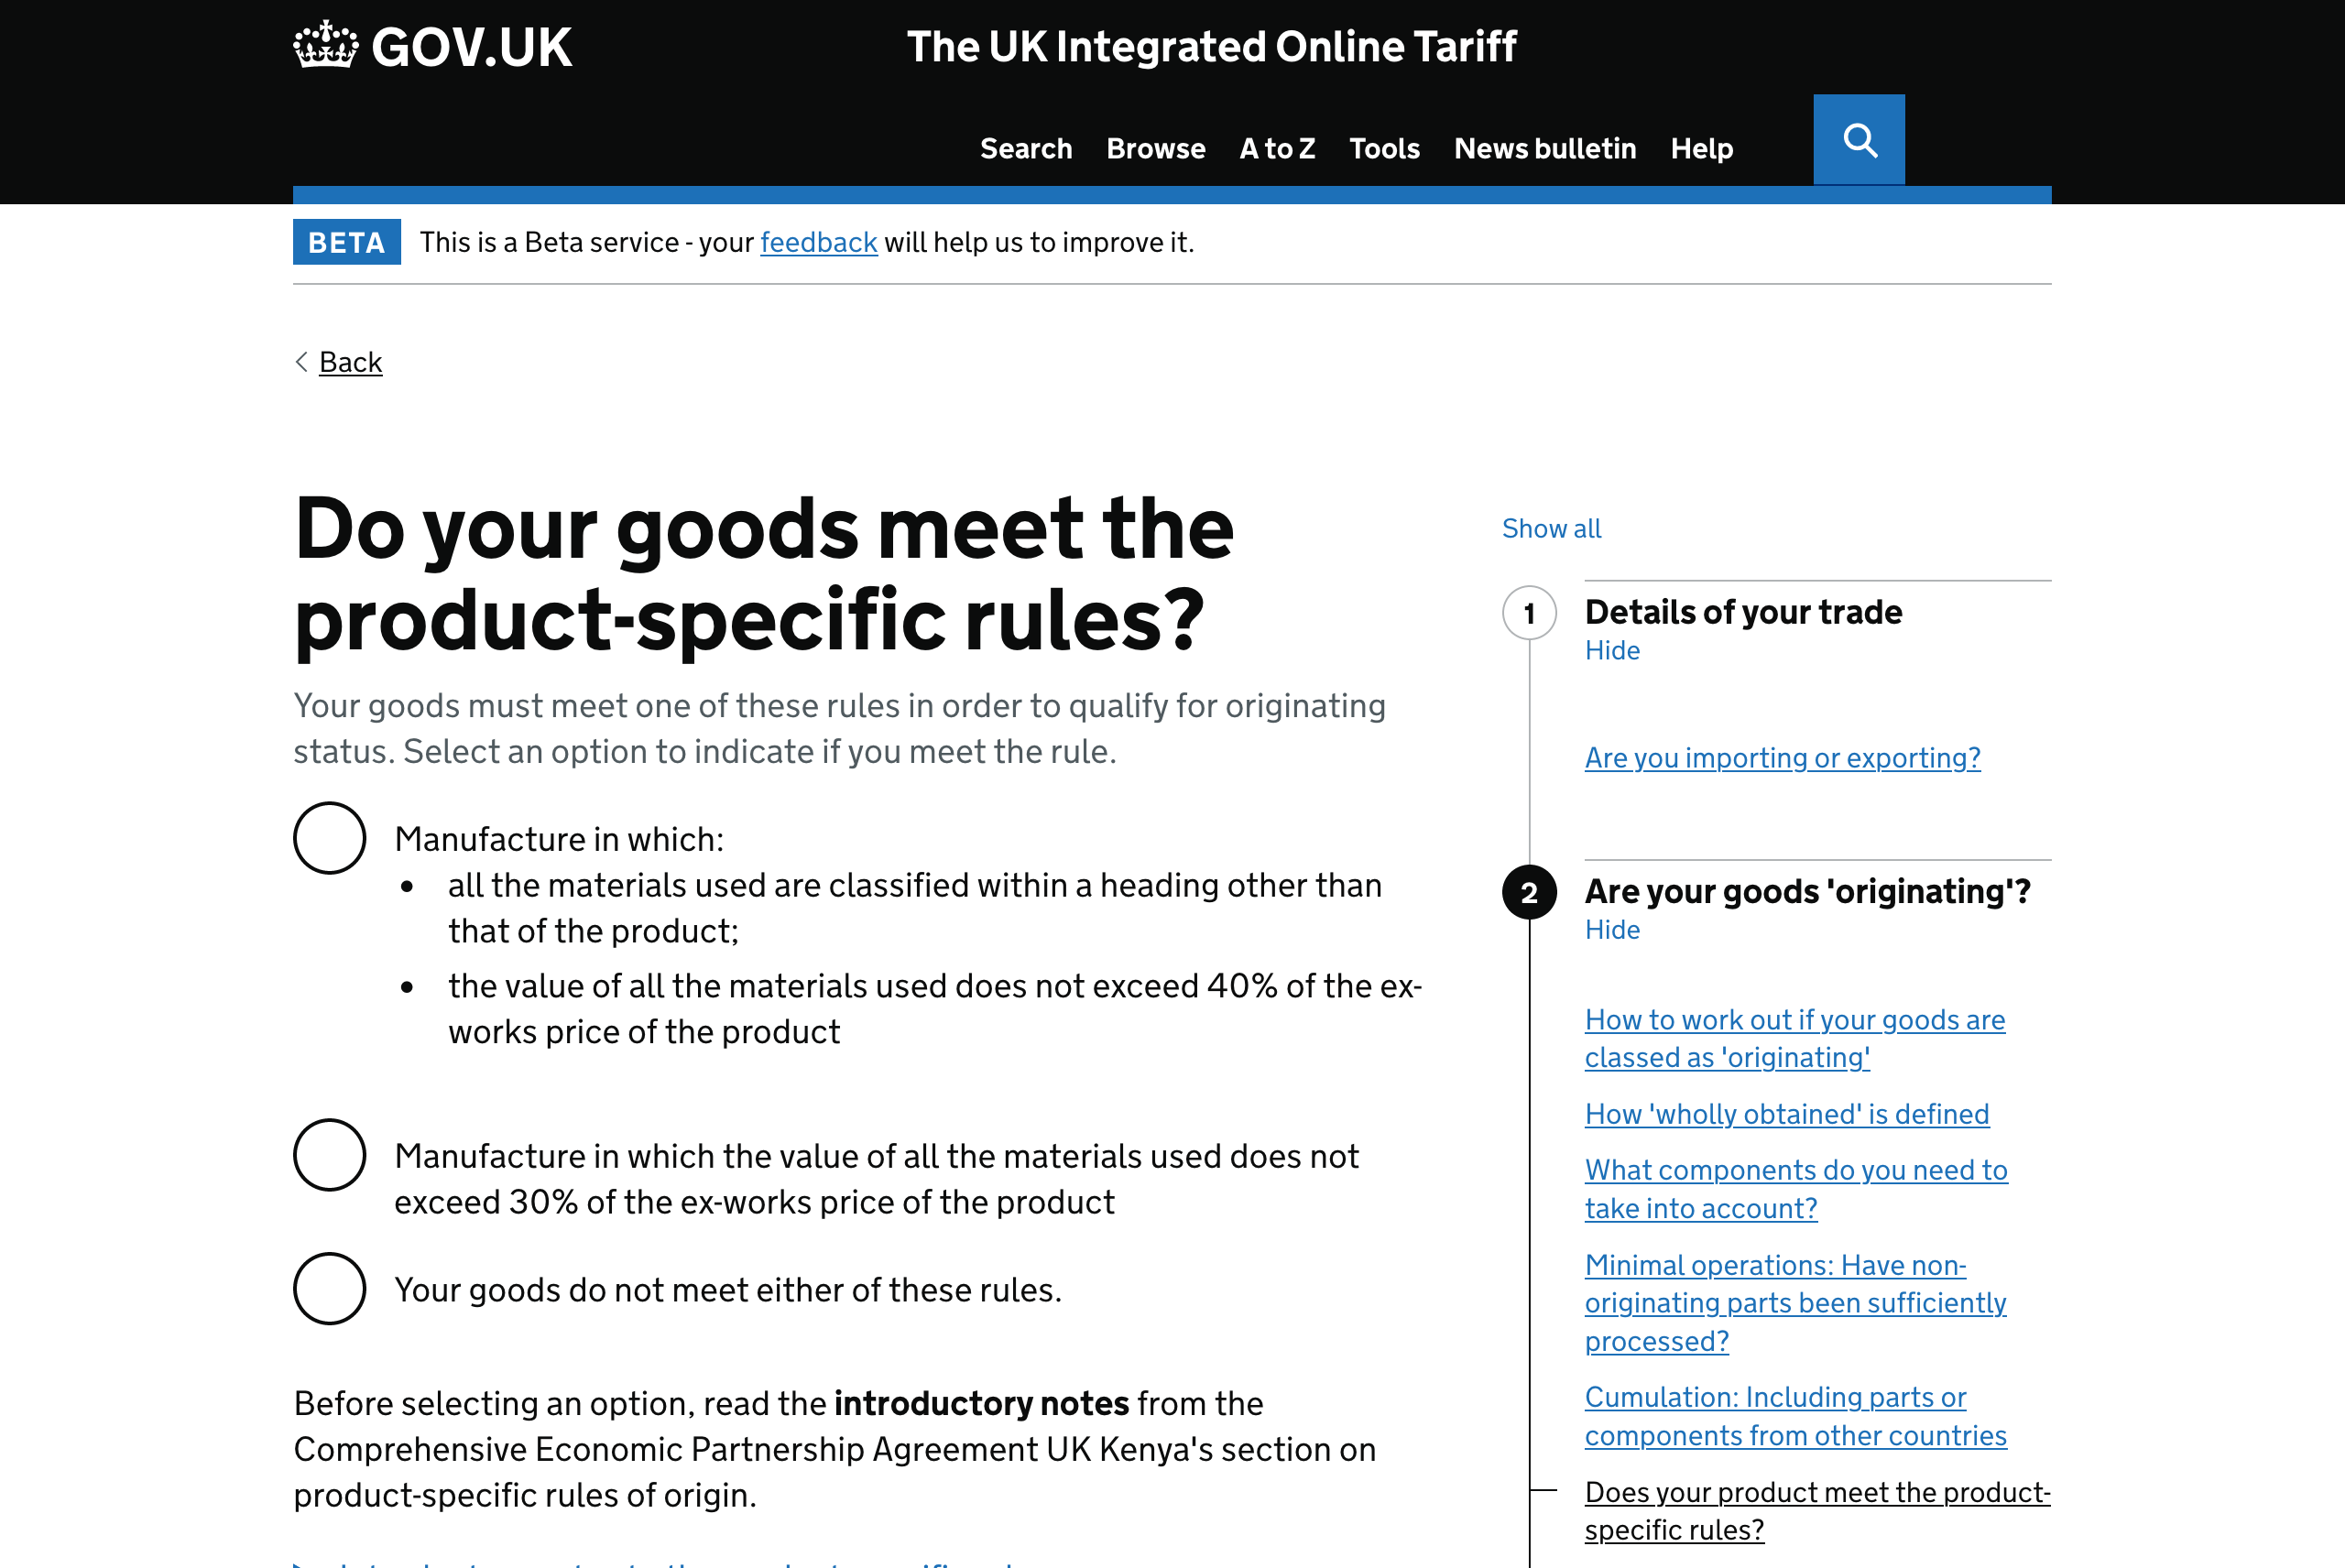 GOV.UK
The UK Integrated Online Tariff
Search Browse A to Z Tools News bulletin Help
BETA This is a Beta service - your feedback will help us to improve it.
Back
Do your goods meet the
product-specific rules?
Your goods must meet one of these rules in order to qualify for originating
status. Select an option to indicate if you meet the rule.
Manufacture in which:
• all the materials used are classified within a heading other than
that of the product;
• the value of all the materials used does not exceed 40% of the ex-
works price of the product
Manufacture in which the value of all the materials used does not
exceed 30% of the ex-works price of the product
Your goods do not meet either of these rules.
Before selecting an option, read the introductory notes from the
Comprehensive Economic Partnership Agreement UK Kenya's section on
product-specific rules of origin.
Show all
1 Details of your trade
Hide
Are you importing or exporting?
2 Are your goods 'originating'?
Hide
How to work out if your goods are
classed as 'originating'
How 'wholly obtained' is defined
What components do you need to
take into account?
Minimal operations: Have non-
originating parts been sufficiently
processed?
Cumulation: Including parts or
components from other countries
Does your product meet the product-
specific rules?